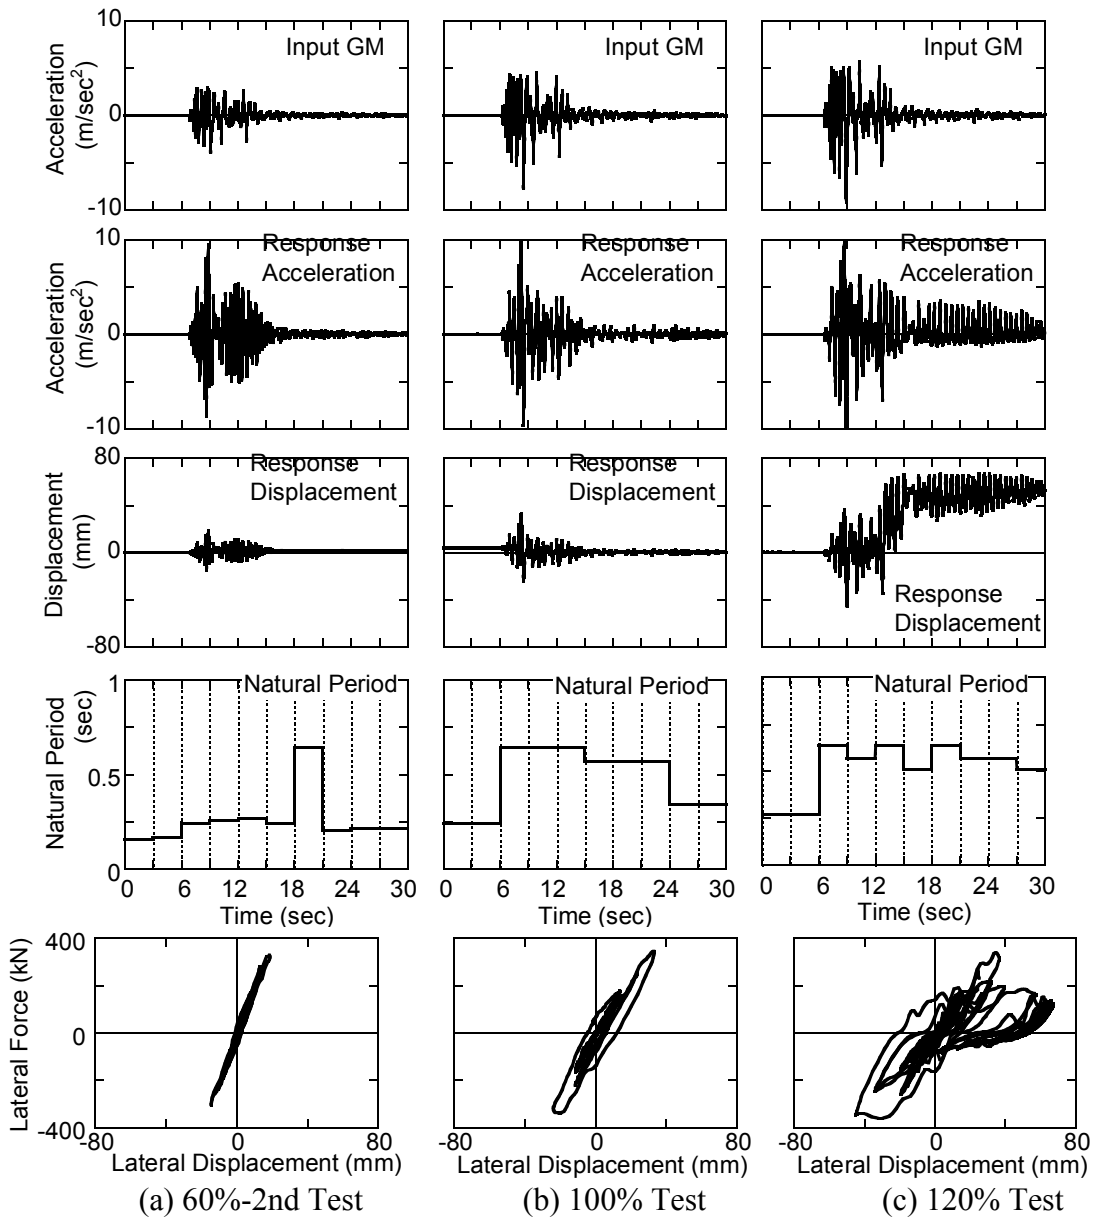 10
0
-10
Acceleration
(m/sec²)
Input GM
Input GM
Input GM
10
0
-10
Acceleration
(m/sec²)
Response
Acceleration
Response
Acceleration
Response
Acceleration
80
0
-80
Displacement
(mm)
Response
Displacement
Response
Displacement
Response
Displacement
1
0.5
0
Natural Period
(sec)
Natural Period
Natural Period
Natural Period
0 6 12 18 24 30
Time (sec)
0 6 12 18 24 30
Time (sec)
0 6 12 18 24 30
Time (sec)
400
0
-400
Lateral Force (kN)
-80 0 80
Lateral Displacement (mm)
-80 0 80
Lateral Displacement (mm)
-80 0 80
Lateral Displacement (mm)
(a) 60%-2nd Test
(b) 100% Test
(c) 120% Test